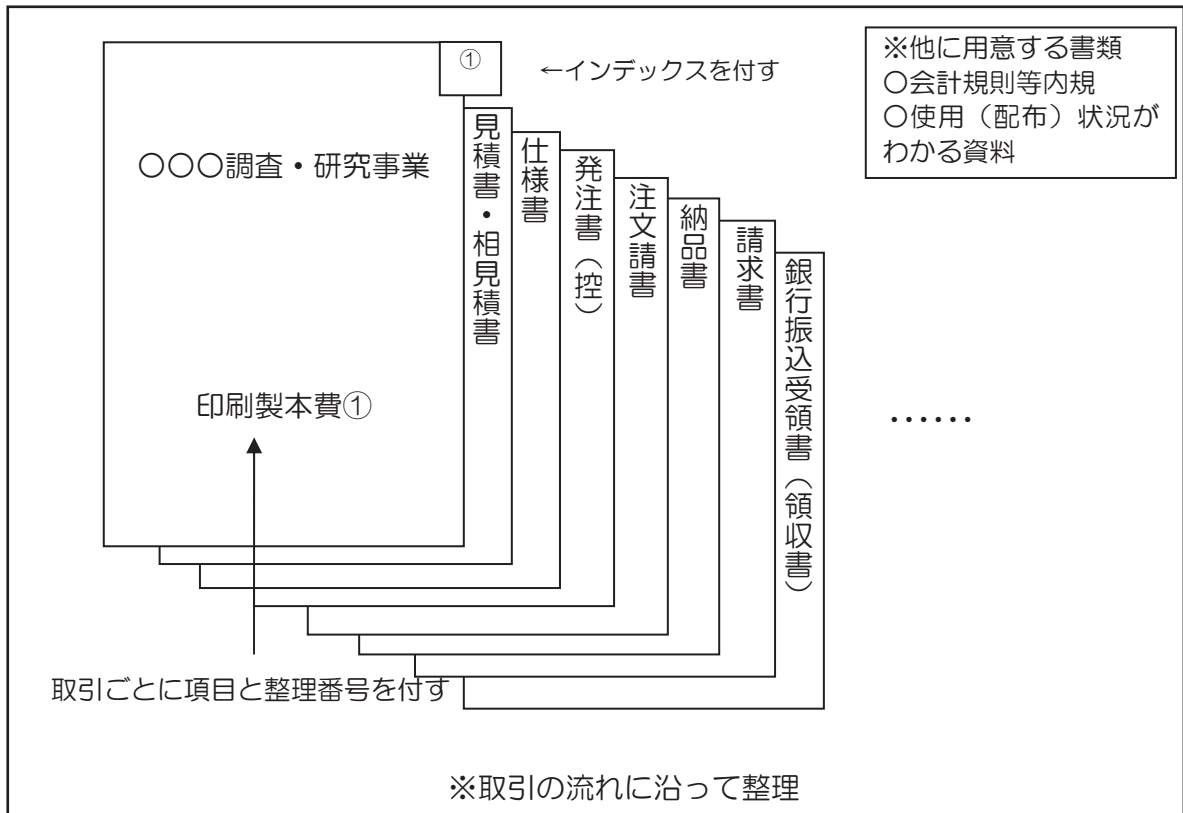 ①
←インデックスを付す
※他に用意する書類
〇会計規則等内規
〇使用（配布）状況が
わかる資料
〇〇〇調査・研究事業
見積書・相見積書
仕様書
発注書（控）
注文請書
納品書
請求書
銀行振込受領書（領収書）
印刷製本費①
・・・・・・
取引ごとに項目と整理番号を付す
※取引の流れに沿って整理